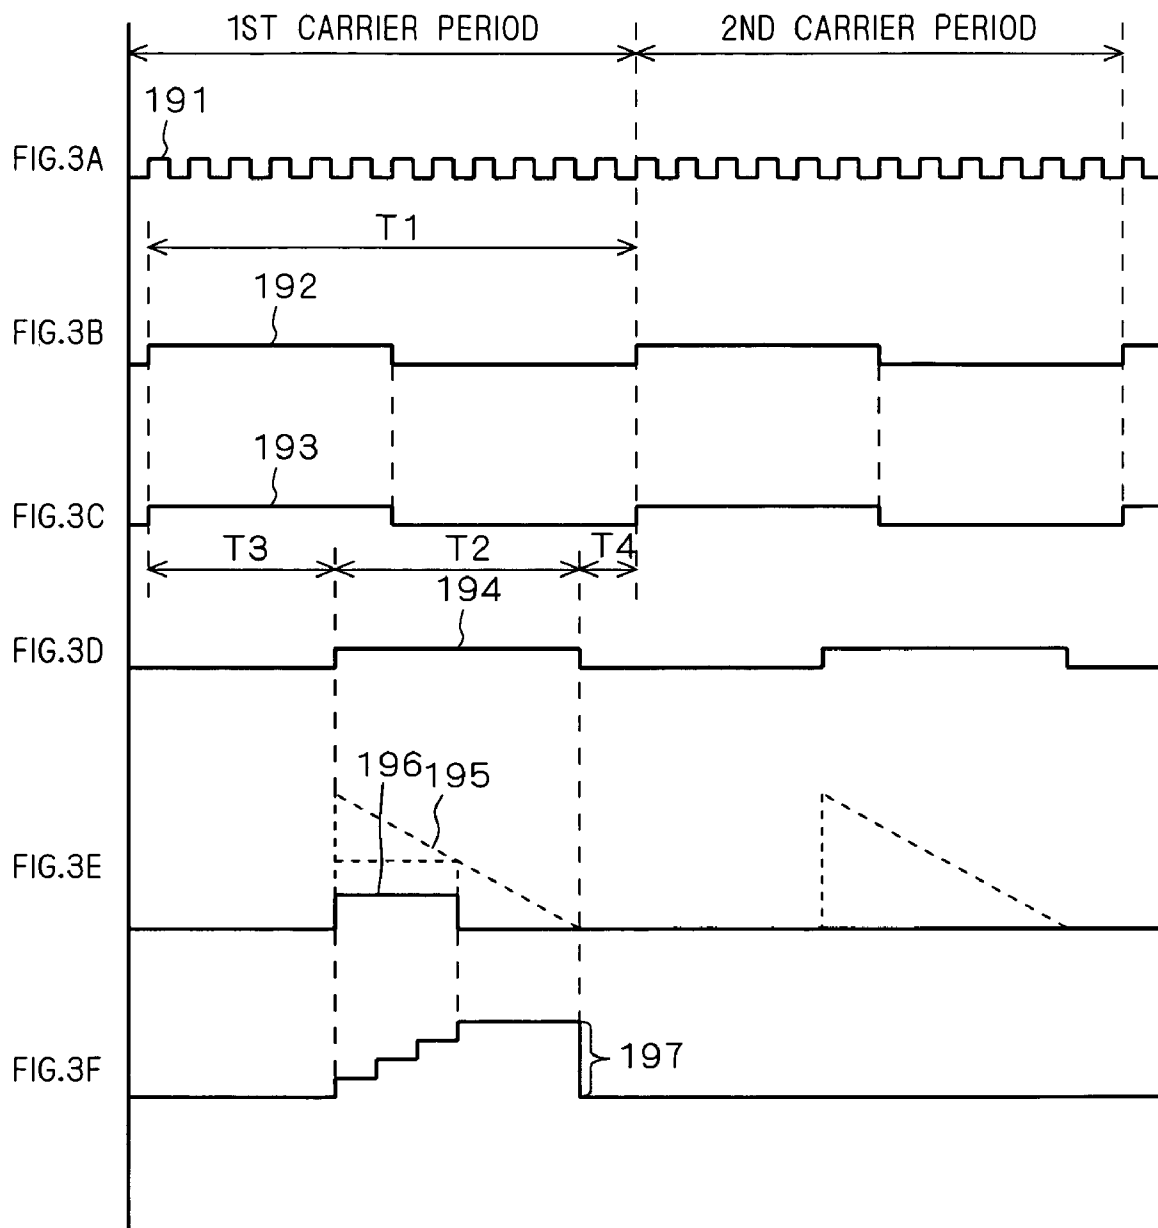 1ST CARRIER PERIOD 2ND CARRIER PERIOD
191
FIG.3A
T1
192
FIG.3B
193
FIG.3C
T3 T2 T4
194
FIG.3D
196 195
FIG.3E
197
FIG.3F